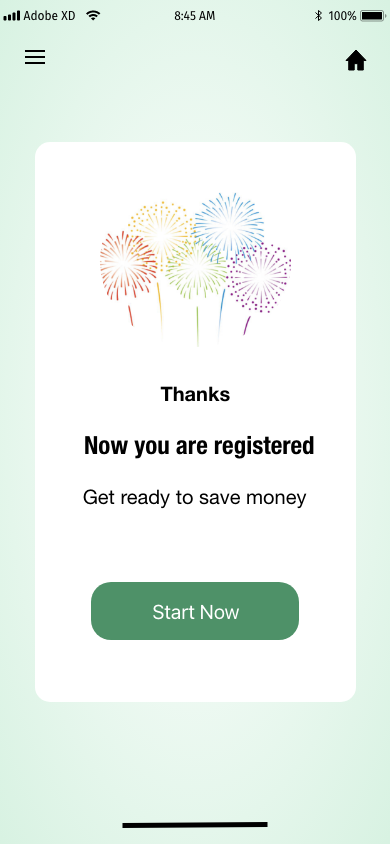 Adobe XD 8:45 AM 100%
Thanks
Now you are registered
Get ready to save money
Start Now